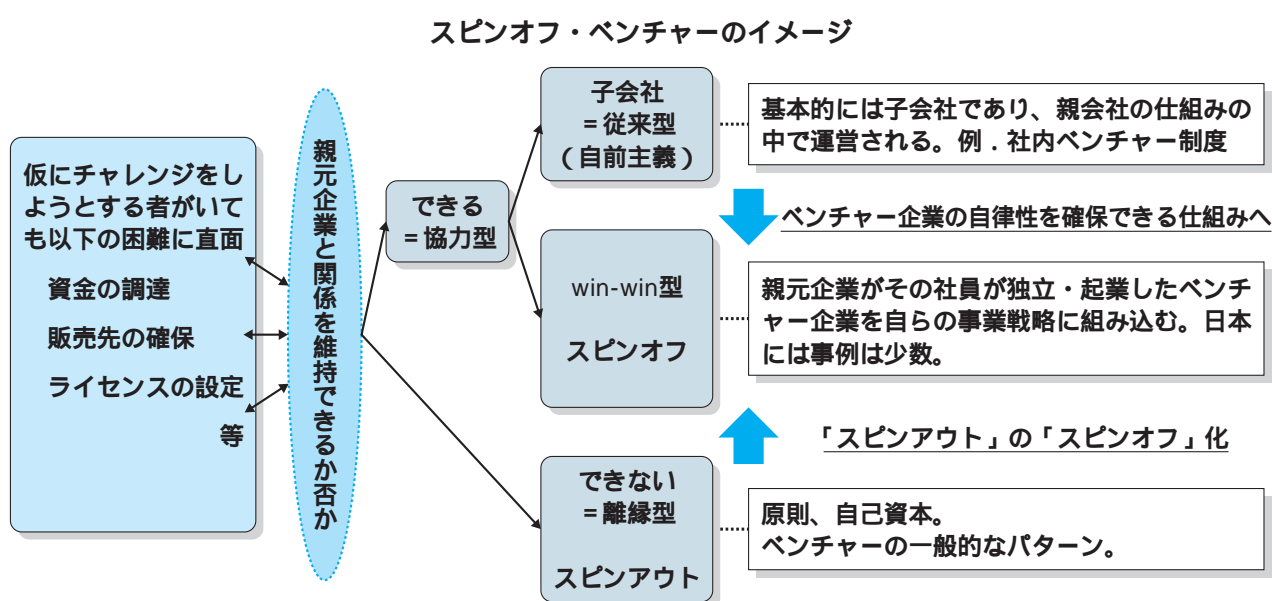 スピンオフ・ベンチャーのイメージ
仮にチャレンジをし
ようとする者がいて
も以下の困難に直面
資金の調達
販売先の確保
ライセンスの設定
等
親元企業と関係を維持できるか否か
できる
＝協力型
子会社
＝従来型
（自前主義）
基本的には子会社であり、親会社の仕組みの
中で運営される。例．社内ベンチャー制度
ベンチャー企業の自律性を確保できる仕組みへ
win-win型
スピンオフ
親元企業がその社員が独立・起業したベンチ
ャー企業を自らの事業戦略に組み込む。日本
には事例は少数。
「スピンアウト」の「スピンオフ」化
できない
＝離縁型
スピンアウト
原則、自己資本。
ベンチャーの一般的なパターン。